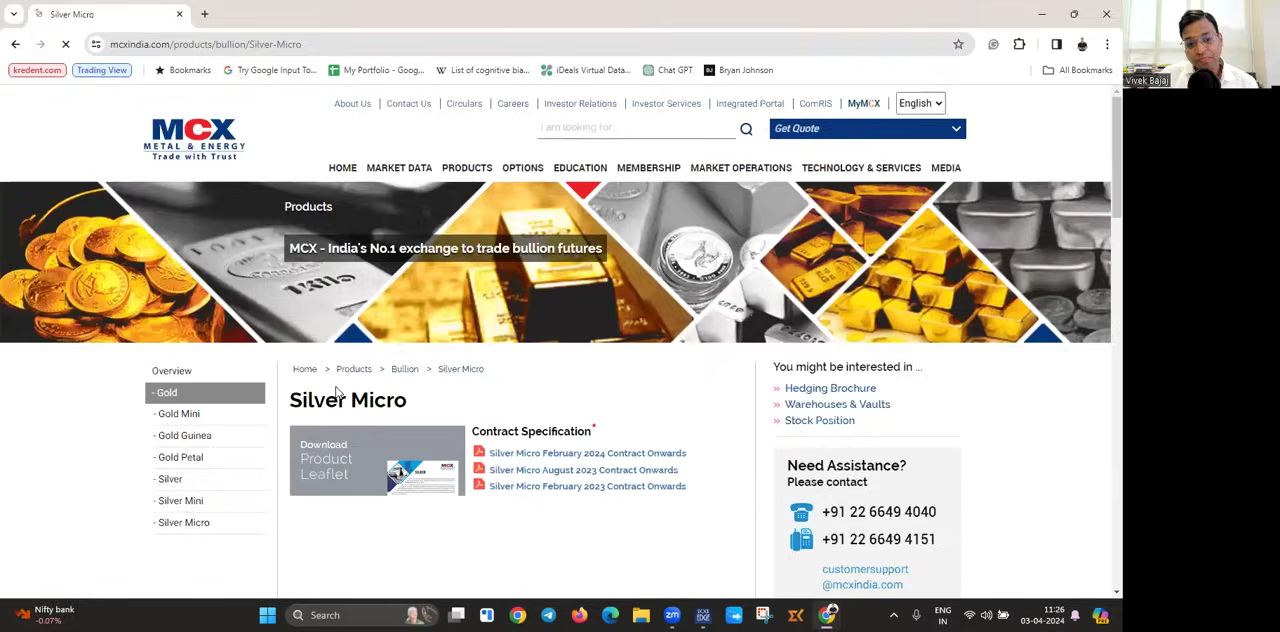 Silver Micro
mcxindia.com/products/bullion/Silver-Micro
kredent.com Trading View Bookmarks Try Google Input To... My Portfolio - Goog... List of cognitive bia... iDeals Virtual Data... Chat GPT Bryan Johnson All Bookmarks
Vivek Bajaj
About Us Contact Us Circulars Careers Investor Relations Investor Services Integrated Portal ComRIS MyMCX English
MCX
METAL & ENERGY
Trade with Trust
I am looking for..
Get Quote
HOME MARKET DATA PRODUCTS OPTIONS EDUCATION MEMBERSHIP MARKET OPERATIONS TECHNOLOGY & SERVICES MEDIA
Products
MCX - India's No.1 exchange to trade bullion futures
Overview
- Gold
- Gold Mini
- Gold Guinea
- Gold Petal
- Silver
- Silver Mini
- Silver Micro
Home > Products > Bullion > Silver Micro
Silver Micro
Download
Product
Leaflet
Contract Specification*
Silver Micro February 2024 Contract Onwards
Silver Micro August 2023 Contract Onwards
Silver Micro February 2023 Contract Onwards
You might be interested in ...
» Hedging Brochure
» Warehouses & Vaults
» Stock Position
Need Assistance?
Please contact
+91 22 6649 4040
+91 22 6649 4151
customersupport
@mcxindia.com
Nifty bank
-0.07%
Search
ENG
IN
11:26
03-04-2024